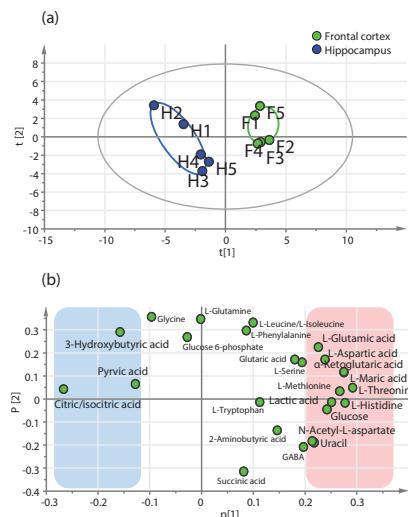 (a)
Frontal cortex
Hippocampus
8
6
4
2
0
-2
-4
-6
-8
-10
t [2]
H2
H1
H4
H5
H3
F5
F1
F2
F4
F3
-15
-10
-5
0
5
10
t[1]
(b)
0.3
0.2
0.1
0
-0.1
-0.2
-0.3
-0.4
P [2]
Glycine
L-Glutamine
L-Leucine/L-Isoleucine
3-Hydroxybutyric acid
Glucose 6-phosphate
L-Phenylalanine
L-Glutamic acid
Glutaric acid
L-Aspartic acid
L-Serine
α-Ketoglutaric acid
Pyrvic acid
L-Methionine
L-Maric acid
L-Threonir
Citric/isocitric acid
L-Tryptophan
Lactic acid
L-Histidine
Glucose
2-Aminobutyric acid
N-Acetyl-L-aspartate
Uracil
GABA
Succinic acid
-0.3
-0.2
-0.1
0
0.1
0.2
0.3
0.4
p[1]